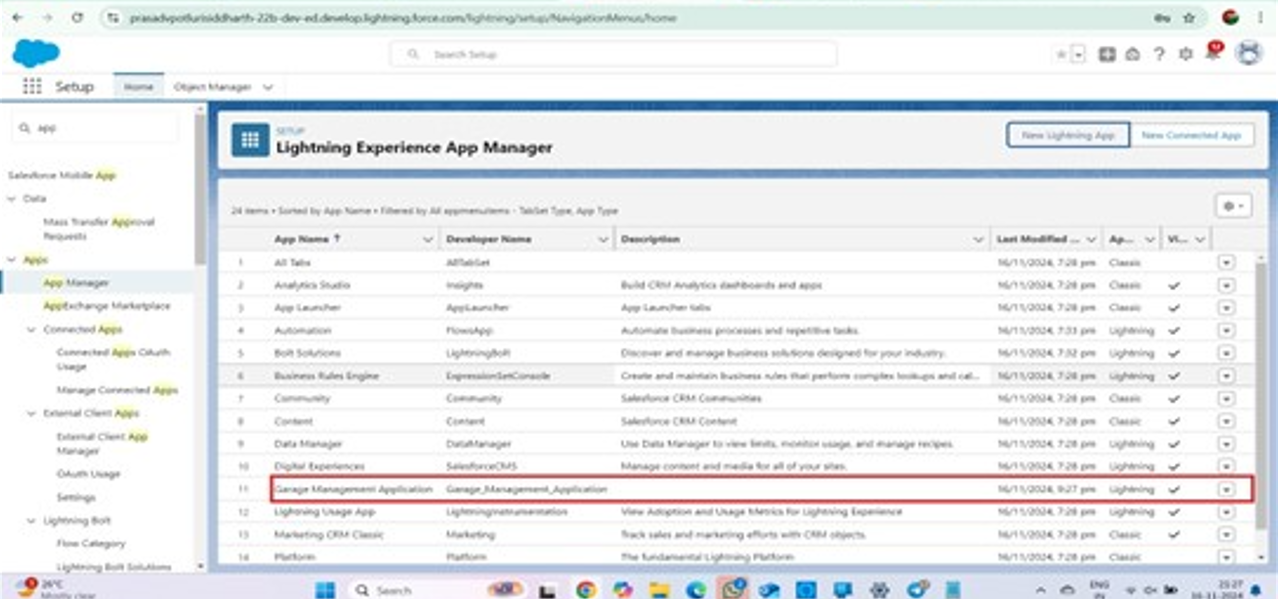 prasadvpotlurisiddharth-22b-dev-ed.develop.lightning.force.com/lightning/setup/NavigationMenus/home
Search Setup
Setup Home Object Manager
app
Salesforce Mobile App
Data
Mass Transfer Approval
Requests
Apps
App Manager
AppExchange Marketplace
Connected Apps
Connected Apps OAuth
Usage
Manage Connected Apps
External Client Apps
External Client App
Manager
OAuth Usage
Settings
Lightning Bolt
Flow Category
Lightning Bolt Solutions
SETUP
Lightning Experience App Manager
New Lightning App New Connected App
24 items • Sorted by App Name • Filtered by All appmenuitems - TabSet Type, App Type
App Name ↑ Developer Name Description Last Modified ... Ap... Vi...
1 All Tabs AllTabSet 16/11/2024, 7:28 pm Classic
2 Analytics Studio Insights Build CRM Analytics dashboards and apps 16/11/2024, 7:28 pm Classic
3 App Launcher AppLauncher App Launcher tabs 16/11/2024, 7:28 pm Classic
4 Automation FlowsApp Automate business processes and repetitive tasks. 16/11/2024, 7:33 pm Lightning
5 Bolt Solutions LightningBolt Discover and manage business solutions designed for your industry. 16/11/2024, 7:32 pm Lightning
6 Business Rules Engine ExpressionSetConsole Create and maintain business rules that perform complex lookups and cal... 16/11/2024, 7:28 pm Lightning
7 Community Community Salesforce CRM Communities 16/11/2024, 7:28 pm Classic
8 Content Content Salesforce CRM Content 16/11/2024, 7:28 pm Classic
9 Data Manager DataManager Use Data Manager to view limits, monitor usage, and manage recipes. 16/11/2024, 7:28 pm Lightning
10 Digital Experiences SalesforceCMS Manage content and media for all of your sites. 16/11/2024, 7:28 pm Lightning
11 Garage Management Application Garage_Management_Application 16/11/2024, 9:27 pm Lightning
12 Lightning Usage App LightningInstrumentation View Adoption and Usage Metrics for Lightning Experience 16/11/2024, 7:28 pm Lightning
13 Marketing CRM Classic Marketing Track sales and marketing efforts with CRM objects. 16/11/2024, 7:28 pm Classic
14 Platform Platform The fundamental Lightning Platform 16/11/2024, 7:28 pm Classic
26°C
Mostly clear
Search
ENG
IN
21:27
16-11-2024